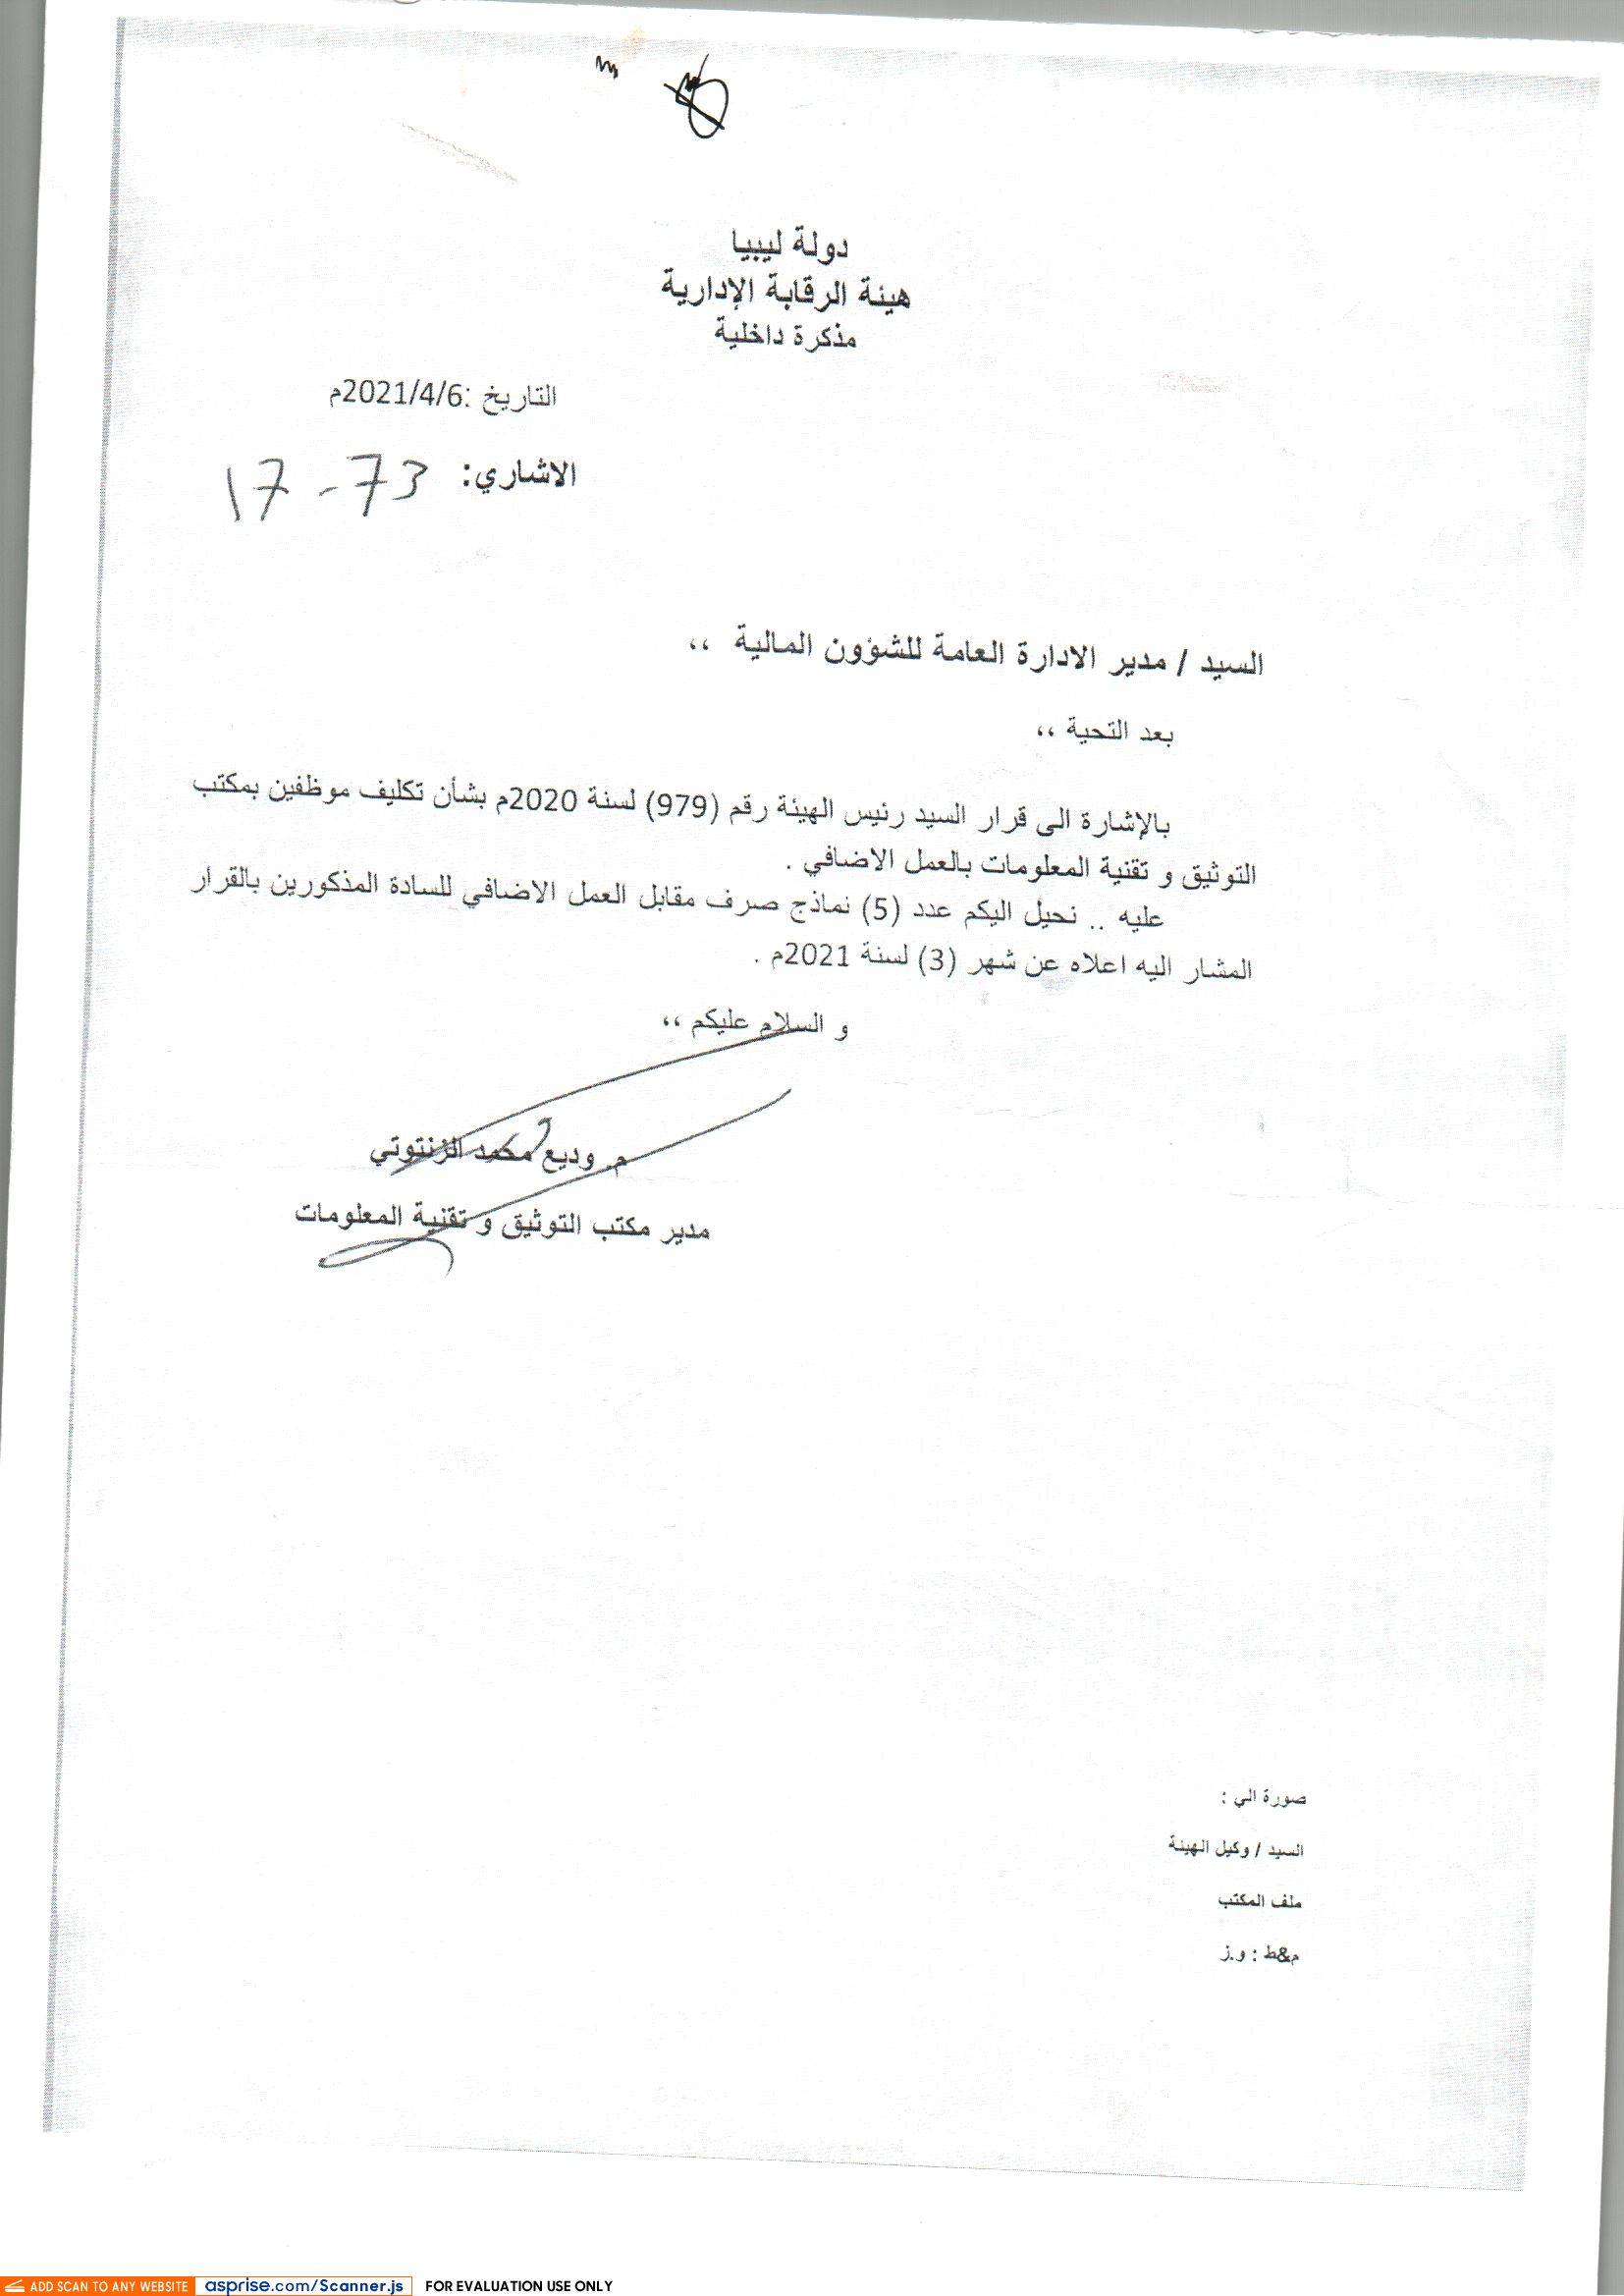 دولة ليبيا
هيئة الرقابة الإدارية
مذكرة داخلية
التاريخ :2021/4/6م
الاشاري: 17-73
السيد / مدير الادارة العامة للشؤون المالية ،،
بعد التحية ،،
بالإشارة الى قرار السيد رئيس الهيئة رقم (979) لسنة 2020م بشأن تكليف موظفين بمكتب
التوثيق و تقنية المعلومات بالعمل الاضافي .
عليه .. نحيل اليكم عدد (5) نماذج صرف مقابل العمل الاضافي للسادة المذكورين بالقرار
المشار اليه اعلاه عن شهر (3) لسنة 2021م .
و السلام عليكم ،،
م. وديع محمد الزنتوتي
مدير مكتب التوثيق و تقنية المعلومات
صورة الي :
السيد / وكيل الهيئة
ملف المكتب
م&ط : و.ز
ADD SCAN TO ANY WEBSITE asprise.com/Scanner.js FOR EVALUATION USE ONLY